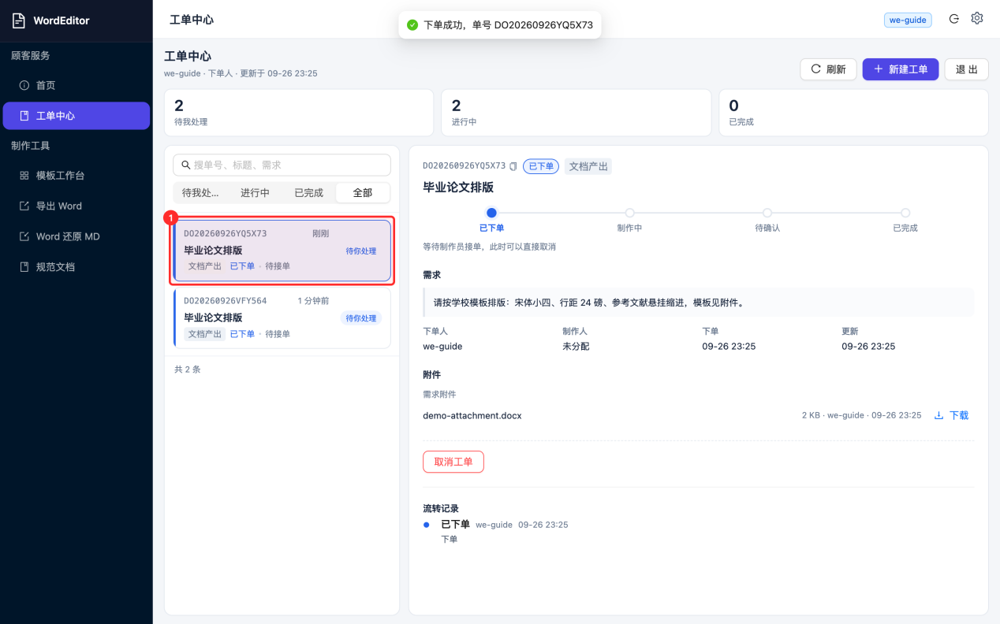 WordEditor
顾客服务
首页
工单中心
制作工具
模板工作台
导出 Word
Word 还原 MD
规范文档
工单中心
下单成功，单号 DO20260926YQ5X73
we-guide
工单中心
we-guide · 下单人 · 更新于 09-26 23:25
刷新
新建工单
退 出
2
待我处理
2
进行中
0
已完成
搜单号、标题、需求
待我处... 进行中 已完成 全部
1
DO20260926YQ5X73 刚刚
毕业论文排版 待你处理
文档产出 已下单 · 待接单
DO20260926VFY564 1 分钟前
毕业论文排版 待你处理
文档产出 已下单 · 待接单
共 2 条
DO20260926YQ5X73 已下单 文档产出
毕业论文排版
已下单 制作中 待确认 已完成
等待制作员接单，此时可以直接取消
需求
请按学校模板排版：宋体小四、行距 24 磅、参考文献悬挂缩进，模板见附件。
下单人 制作人 下单 更新
we-guide 未分配 09-26 23:25 09-26 23:25
附件
需求附件
demo-attachment.docx 2 KB · we-guide · 09-26 23:25 下载
取消工单
流转记录
已下单 we-guide 09-26 23:25
下单